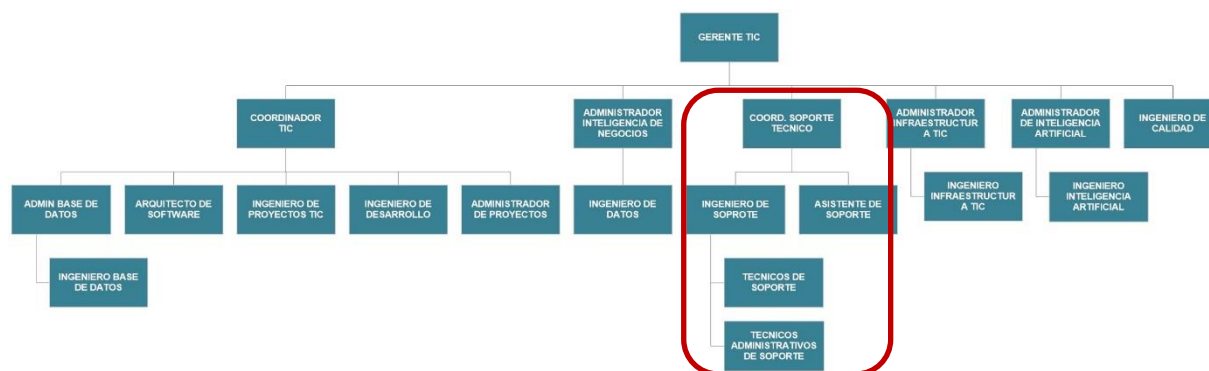 GERENTE TIC
COORDINADOR
TIC
ADMINISTRADOR
INTELIGENCIA DE
NEGOCIOS
COORD. SOPORTE
TECNICO
ADMINISTRADOR
INFRAESTRUCTUR
A TIC
ADMINISTRADOR
DE INTELIGENCIA
ARTIFICIAL
INGENIERO DE
CALIDAD
ADMIN BASE DE
DATOS
ARQUITECTO DE
SOFTWARE
INGENIERO DE
PROYECTOS TIC
INGENIERO DE
DESARROLLO
ADMINISTRADOR
DE PROYECTOS
INGENIERO DE
DATOS
INGENIERO DE
SOPROTE
ASISTENTE DE
SOPORTE
INGENIERO
INFRAESTRUCTUR
A TIC
INGENIERO
INTELIGENCIA
ARTIFICIAL
INGENIERO BASE
DE DATOS
TECNICOS DE
SOPORTE
TECNICOS
ADMINISTRATIVOS
DE SOPORTE